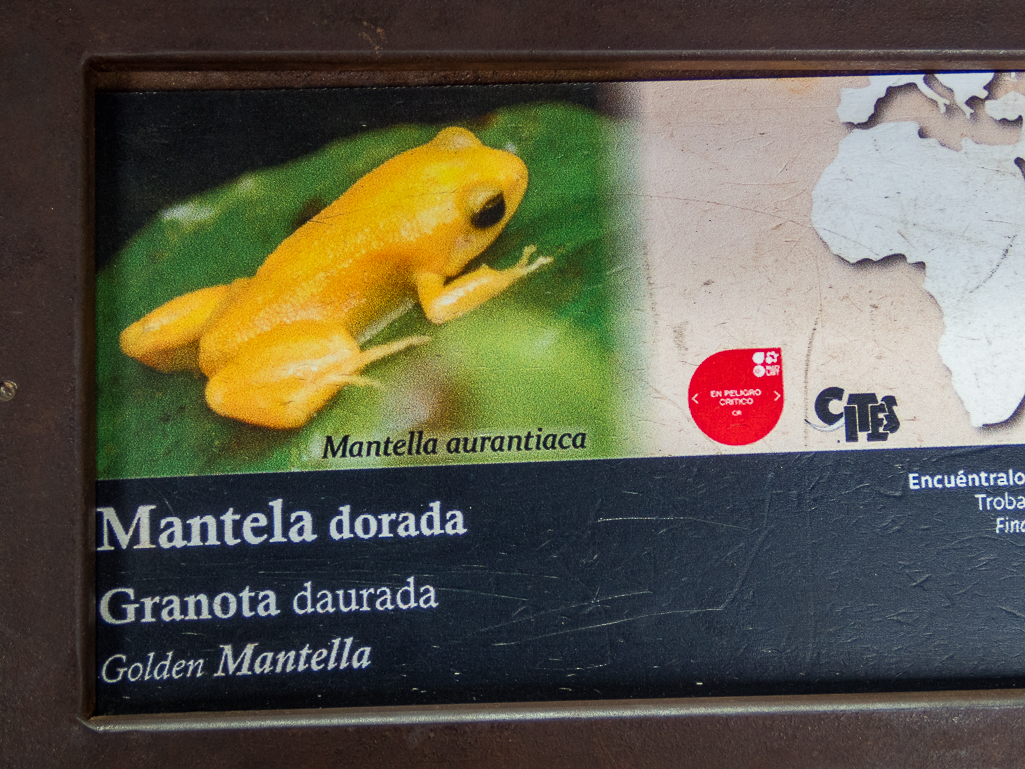 Mantella aurantiaca
EN PELIGRO
CRÍTICO
CR
CITES
Mantela dorada
Granota daurada
Golden Mantella
Encuéntralo
Troba
Find